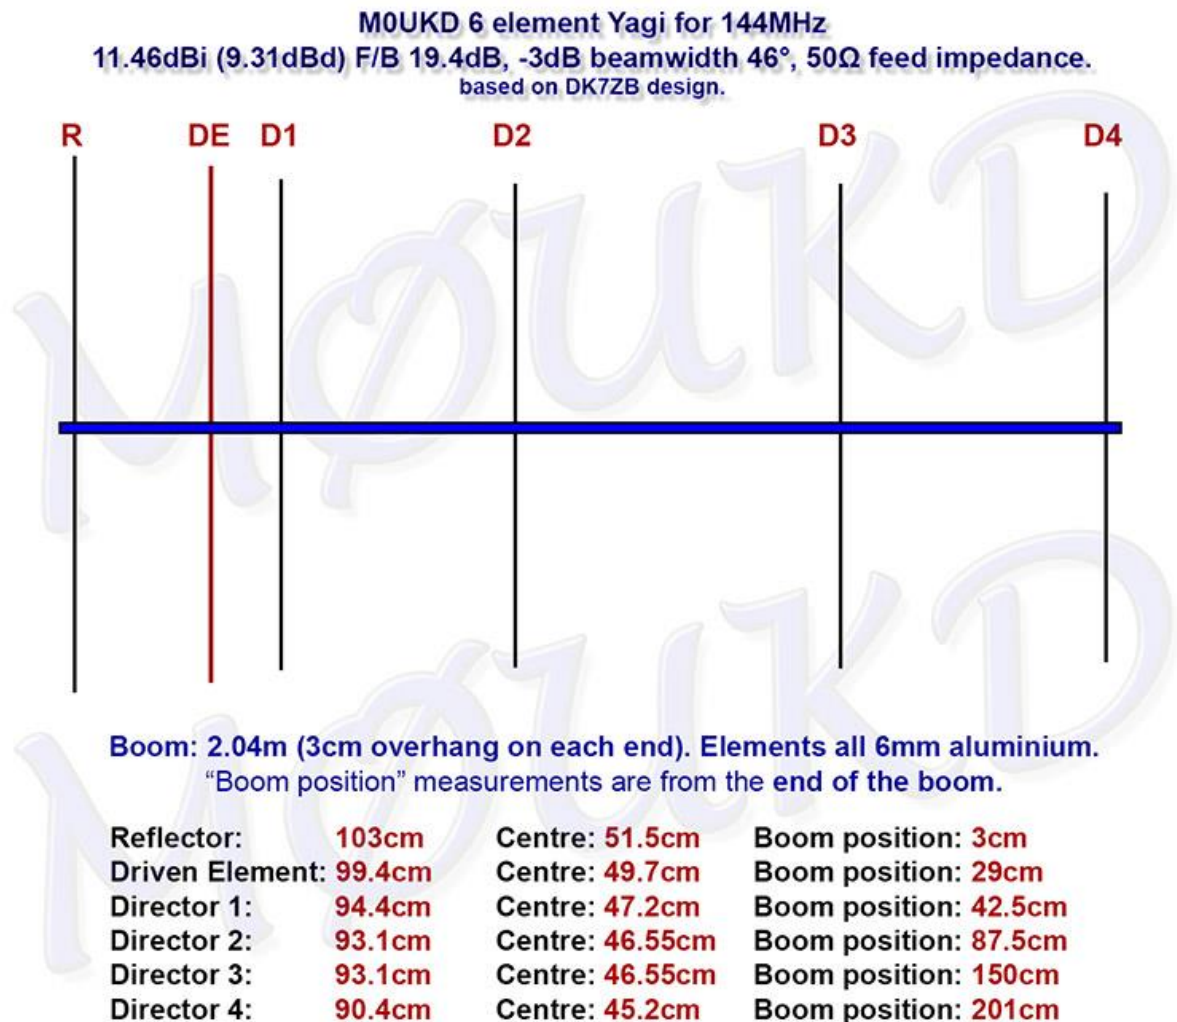 M0UKD 6 element Yagi for 144MHz
11.46dBi (9.31dBd) F/B 19.4dB, -3dB beamwidth 46°, 50Ω feed impedance.
based on DK7ZB design.
R DE D1 D2 D3 D4
MØUKD
MØUKD
Boom: 2.04m (3cm overhang on each end). Elements all 6mm aluminium.
“Boom position” measurements are from the end of the boom.
Reflector: 103cm Centre: 51.5cm Boom position: 3cm
Driven Element: 99.4cm Centre: 49.7cm Boom position: 29cm
Director 1: 94.4cm Centre: 47.2cm Boom position: 42.5cm
Director 2: 93.1cm Centre: 46.55cm Boom position: 87.5cm
Director 3: 93.1cm Centre: 46.55cm Boom position: 150cm
Director 4: 90.4cm Centre: 45.2cm Boom position: 201cm